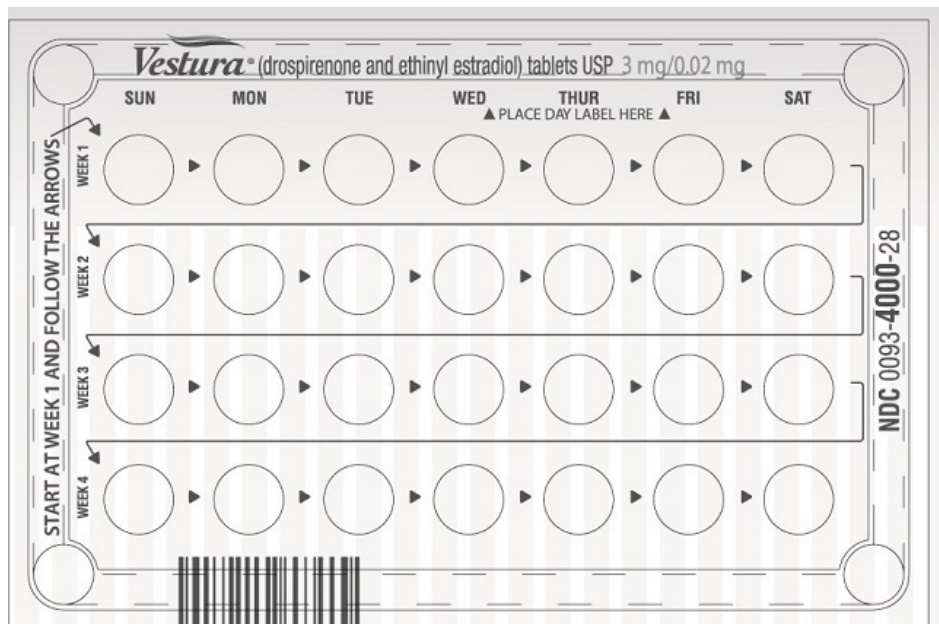 Vestura® (drospirenone and ethinyl estradiol) tablets USP 3 mg/0.02 mg
SUN MON TUE WED THUR FRI SAT
▲ PLACE DAY LABEL HERE ▲
START AT WEEK 1 AND FOLLOW THE ARROWS
WEEK 1
WEEK 2
WEEK 3
WEEK 4
NDC 0093-4000-28